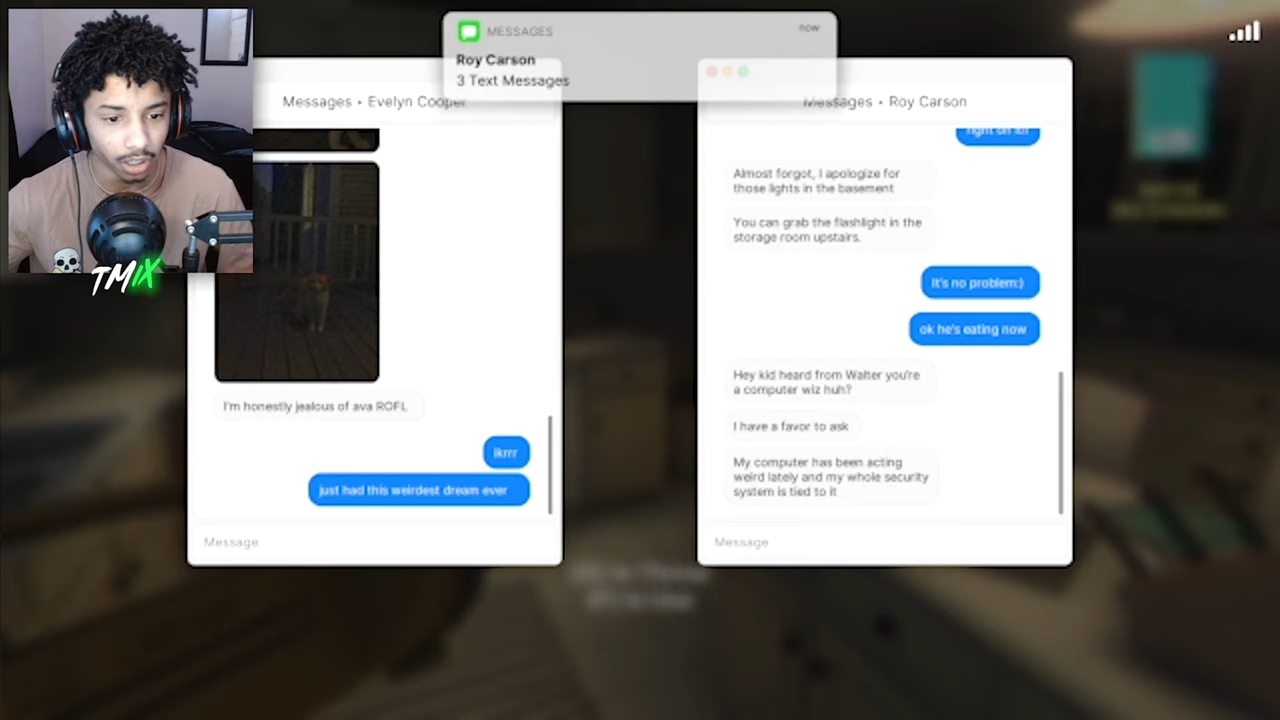 MESSAGES
now
Roy Carson
3 Text Messages
Messages • Evelyn Cooper
I'm honestly jealous of ava ROFL
ikrrr
just had this weirdest dream ever
Message
Messages • Roy Carson
right on it!
Almost forgot, I apologize for
those lights in the basement
You can grab the flashlight in the
storage room upstairs.
It's no problem:)
ok he's eating now
Hey kid heard from Walter you're
a computer wiz huh?
I have a favor to ask
My computer has been acting
weird lately and my whole security
system is tied to it
Message
TMIX